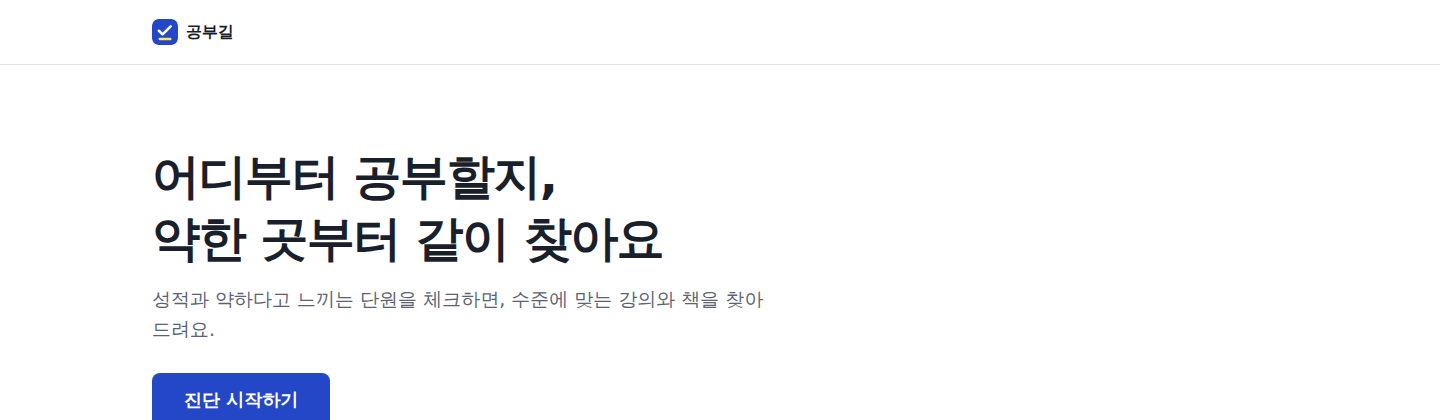 공부길
어디부터 공부할지,
약한 곳부터 같이 찾아요
성적과 약하다고 느끼는 단원을 체크하면, 수준에 맞는 강의와 책을 찾아
드려요.
진단 시작하기